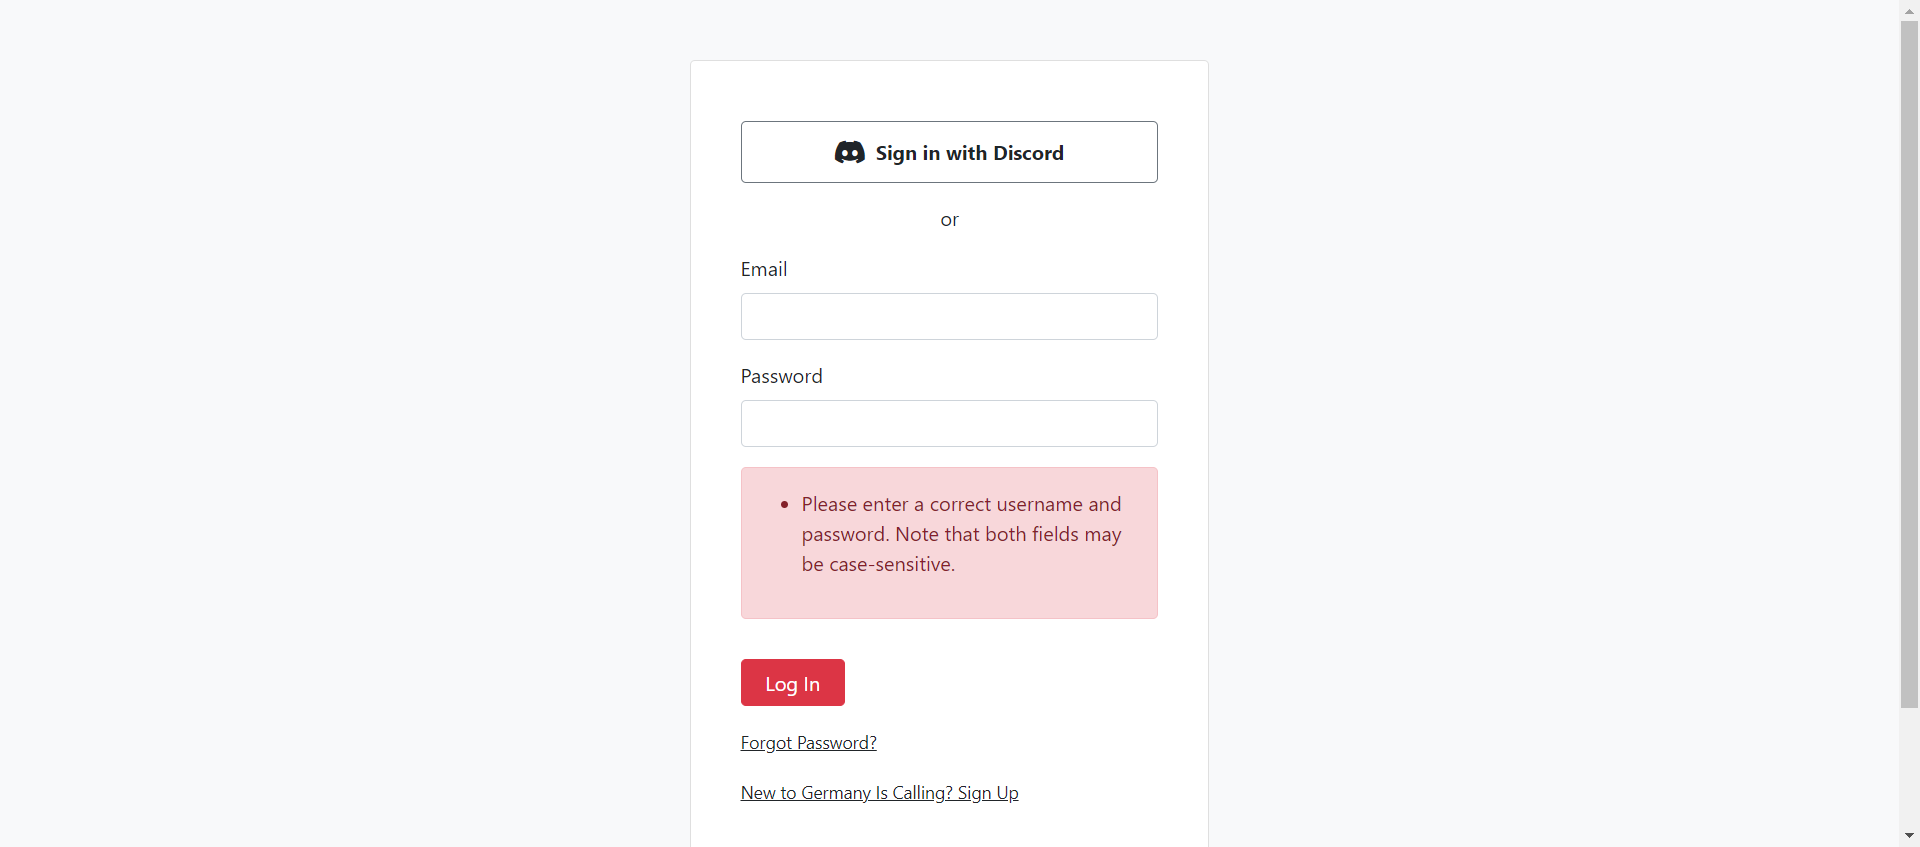 Sign in with Discord
or
Email
Password
Please enter a correct username and
password. Note that both fields may
be case-sensitive.
Log In
Forgot Password?
New to Germany Is Calling? Sign Up